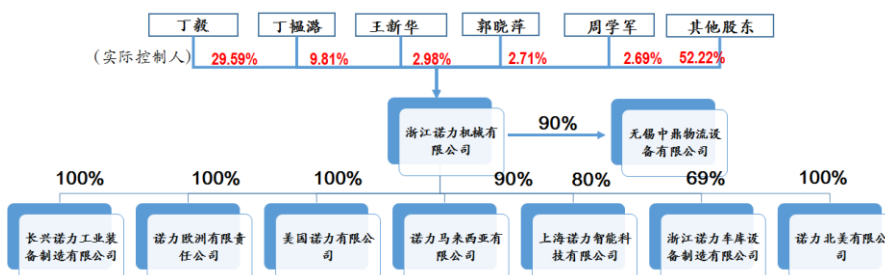 丁毅
丁韫潞
王新华
郭晓萍
周学军
其他股东
(实际控制人)
29.59%
9.81%
2.98%
2.71%
2.69%
52.22%
浙江诺力机械有
限公司
90%
无锡中鼎物流设
备有限公司
100%
100%
100%
90%
80%
69%
100%
长兴诺力工业装
备制造有限公司
诺力欧洲有限责
任公司
美国诺力有限公
司
诺力马来西亚有
限公司
上海诺力智能科
技有限公司
浙江诺力车库设
备制造有限公司
诺力北美有限公
司